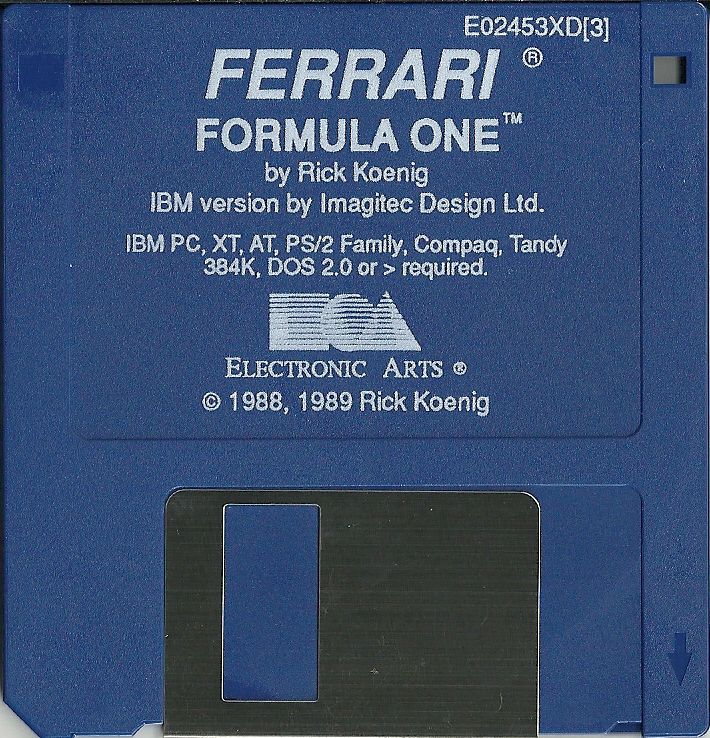 E02453XD[3]
FERRARI ®
FORMULA ONE™
by Rick Koenig
IBM version by Imagitec Design Ltd.
IBM PC, XT, AT, PS/2 Family, Compaq, Tandy
384K, DOS 2.0 or > required.
EOA
ELECTRONIC ARTS ®
© 1988, 1989 Rick Koenig